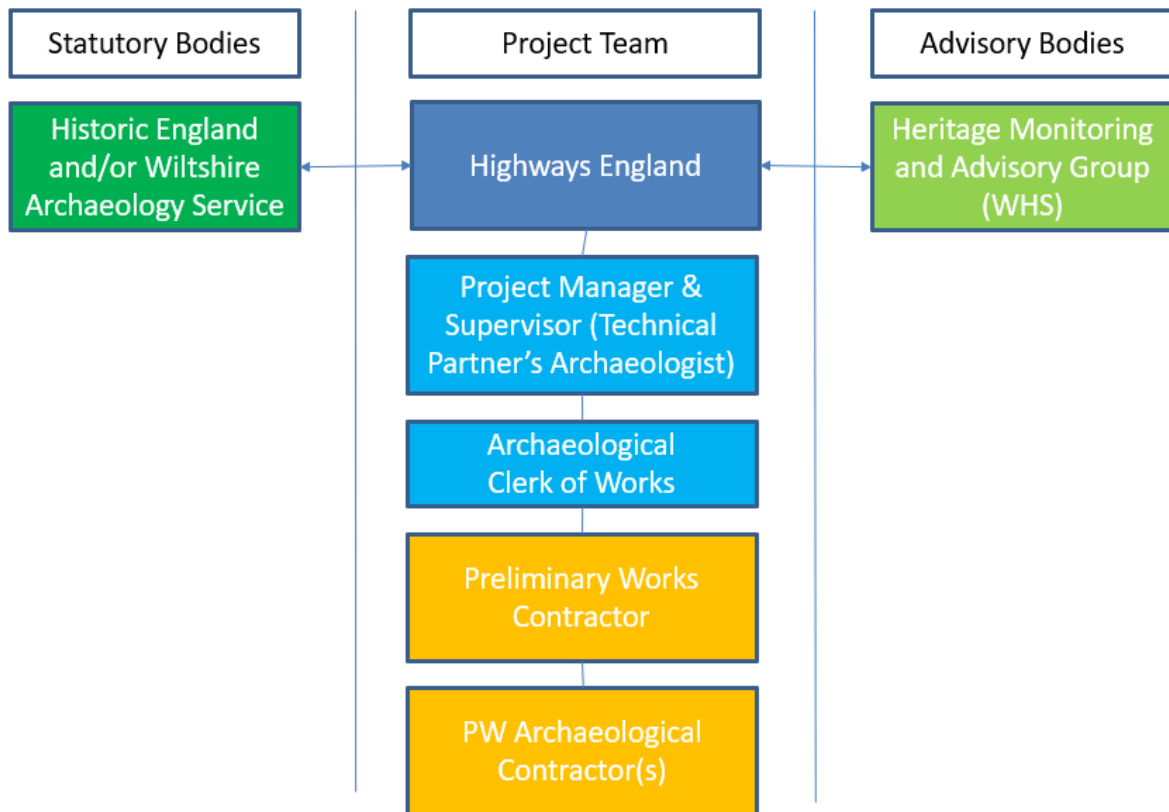 Statutory Bodies
Project Team
Advisory Bodies
Historic England
and/or Wiltshire
Archaeology Service
Highways England
Heritage Monitoring
and Advisory Group
(WHS)
Project Manager &
Supervisor (Technical
Partner’s Archaeologist)
Archaeological
Clerk of Works
Preliminary Works
Contractor
PW Archaeological
Contractor(s)